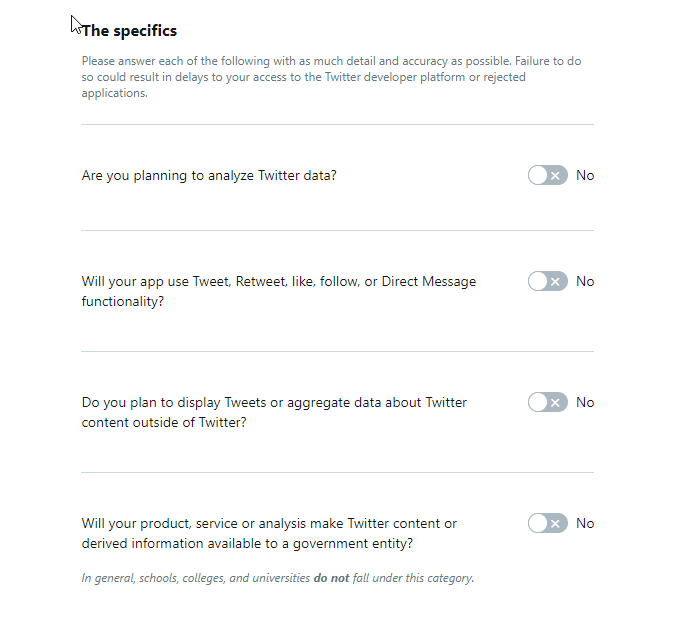 The specifics
Please answer each of the following with as much detail and accuracy as possible. Failure to do
so could result in delays to your access to the Twitter developer platform or rejected
applications.
Are you planning to analyze Twitter data?
No
Will your app use Tweet, Retweet, like, follow, or Direct Message
functionality?
No
Do you plan to display Tweets or aggregate data about Twitter
content outside of Twitter?
No
Will your product, service or analysis make Twitter content or
derived information available to a government entity?
No
In general, schools, colleges, and universities do not fall under this category.